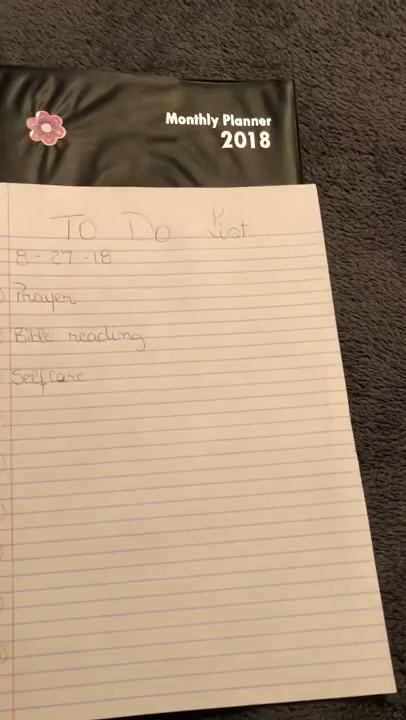 Monthly Planner
2018
To Do List
8-27-18
Prayer
Bible reading
Selfcare